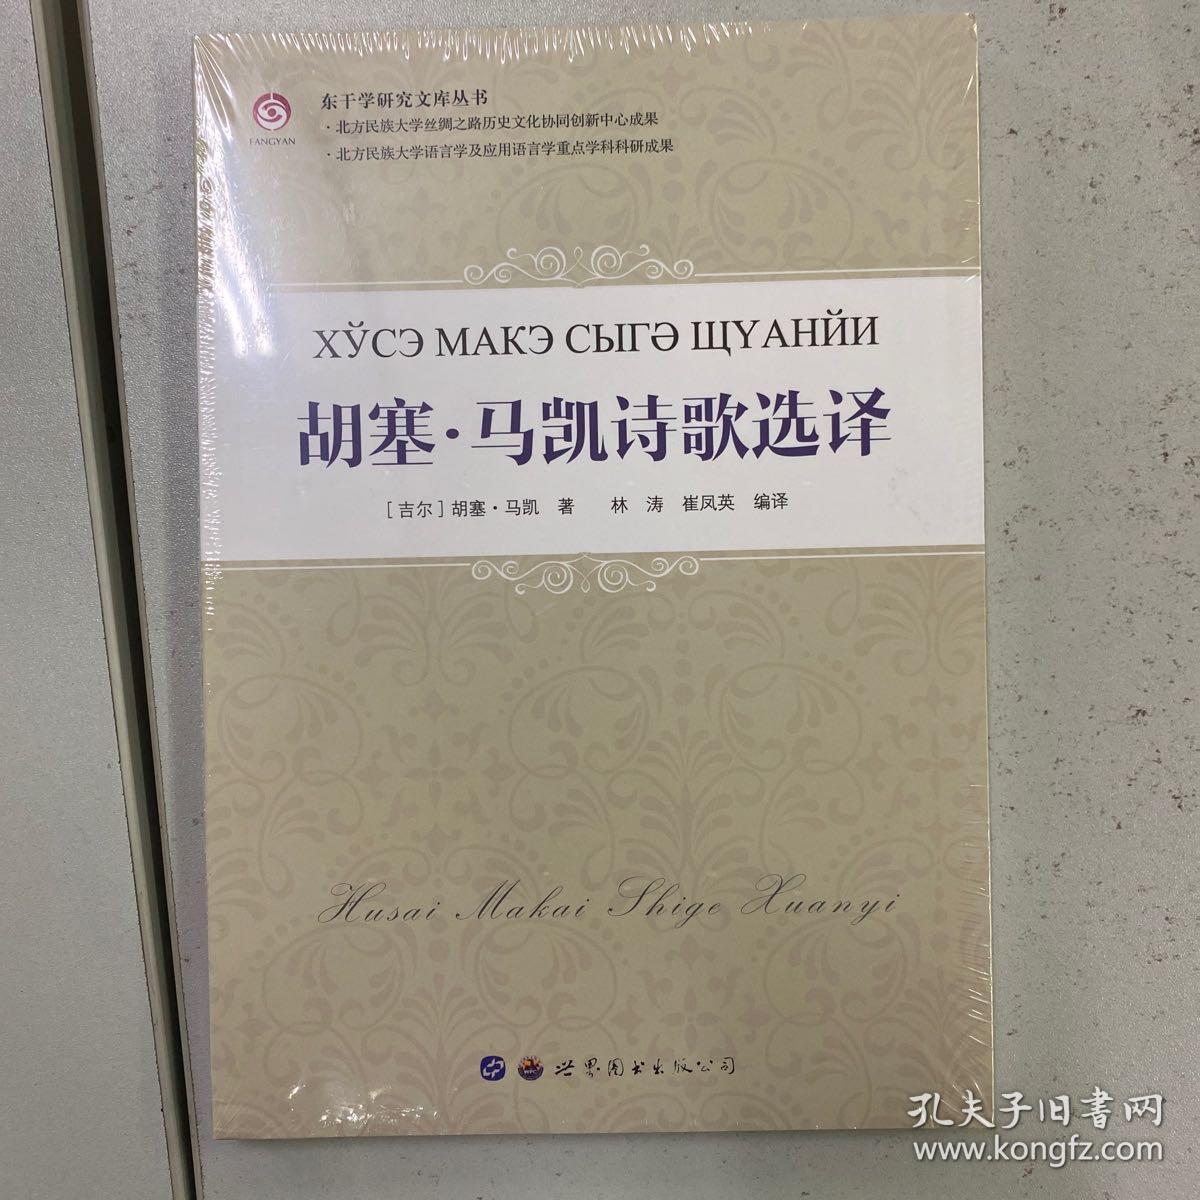 FANGYAN
东干学研究文库丛书
·北方民族大学丝绸之路历史文化协同创新中心成果
·北方民族大学语言学及应用语言学重点学科科研成果
ХЎСЭ МАКЭ СЫГƏ ЩҮАНЙИ
胡塞·马凯诗歌选译
[吉尔]胡塞·马凯 著 林 涛 崔凤英 编译
Husai Makai Shige Xuanyi
世界图书出版公司
孔夫子旧書网
www.kongfz.com